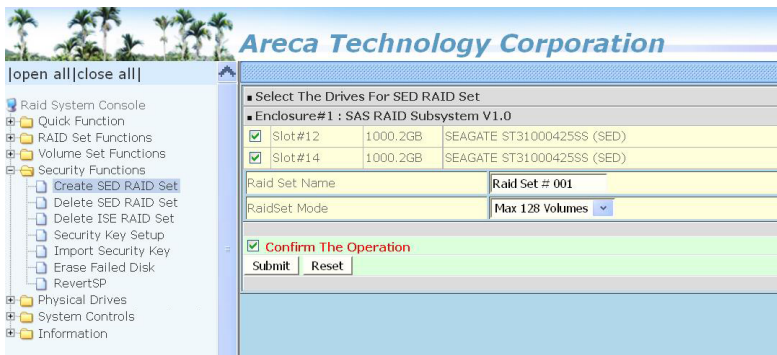 Areca Technology Corporation
|open all|close all|
Raid System Console
Quick Function
RAID Set Functions
Volume Set Functions
Security Functions
Create SED RAID Set
Delete SED RAID Set
Delete ISE RAID Set
Security Key Setup
Import Security Key
Erase Failed Disk
RevertSP
Physical Drives
System Controls
Information
Select The Drives For SED RAID Set
Enclosure#1 : SAS RAID Subsystem V1.0
Slot#12 1000.2GB SEAGATE ST31000425SS (SED)
Slot#14 1000.2GB SEAGATE ST31000425SS (SED)
Raid Set Name Raid Set # 001
RaidSet Mode Max 128 Volumes
Confirm The Operation
Submit Reset